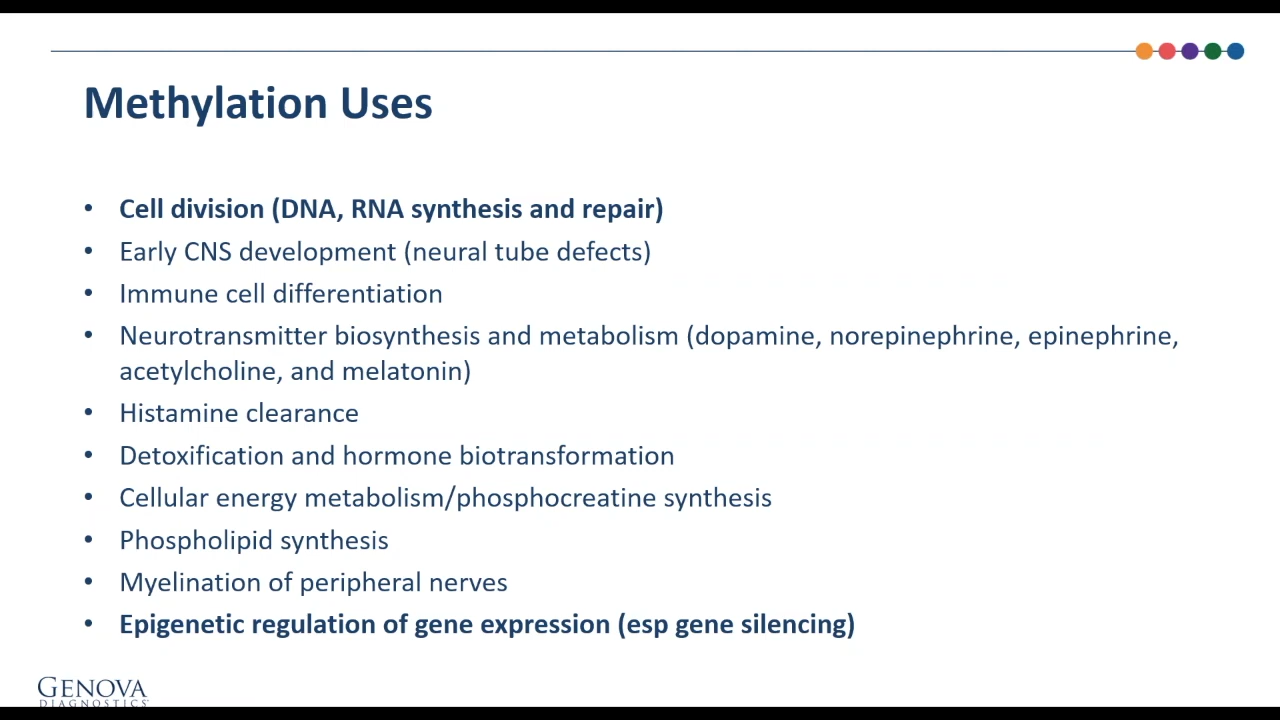 Methylation Uses
• Cell division (DNA, RNA synthesis and repair)
• Early CNS development (neural tube defects)
• Immune cell differentiation
• Neurotransmitter biosynthesis and metabolism (dopamine, norepinephrine, epinephrine,
acetylcholine, and melatonin)
• Histamine clearance
• Detoxification and hormone biotransformation
• Cellular energy metabolism/phosphocreatine synthesis
• Phospholipid synthesis
• Myelination of peripheral nerves
• Epigenetic regulation of gene expression (esp gene silencing)
GENOVA
DIAGNOSTICS